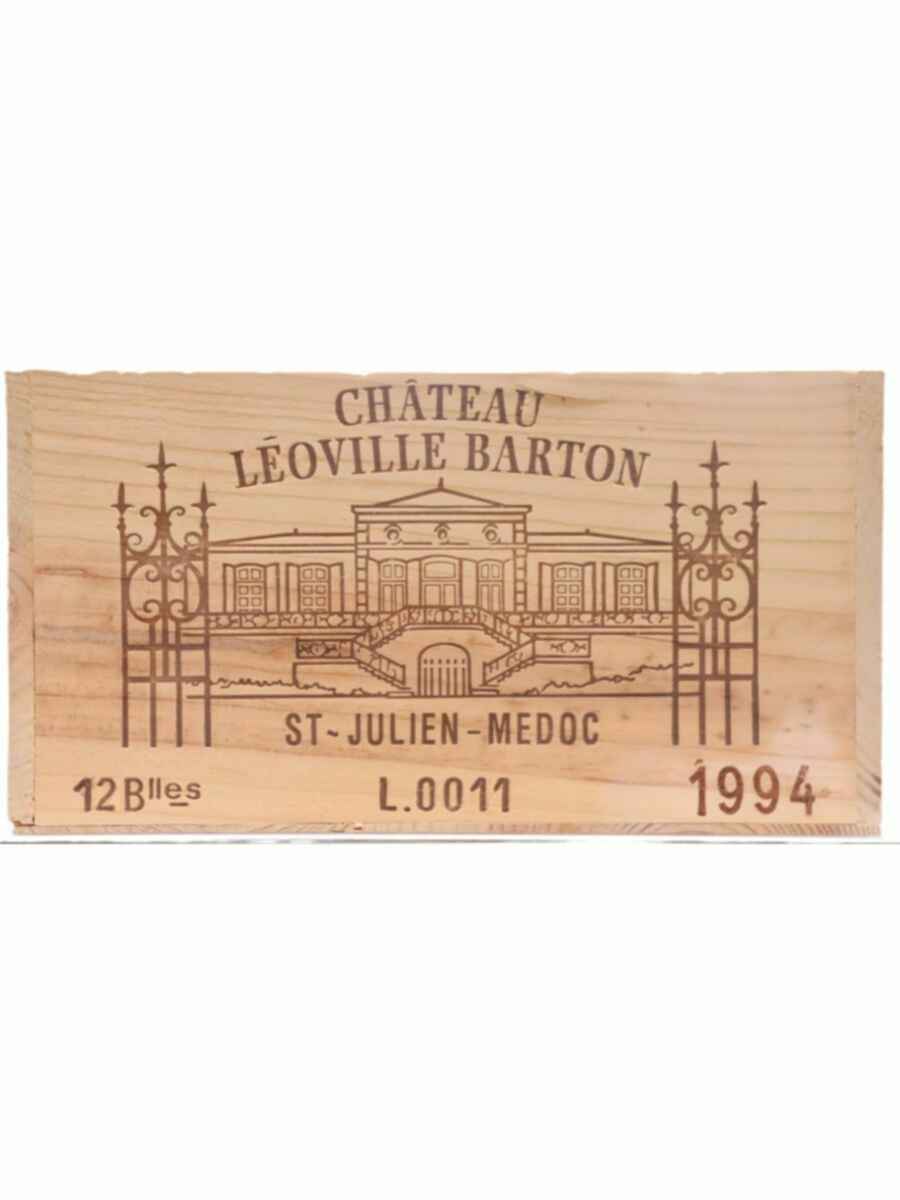 CHÂTEAU
LÉOVILLE BARTON
ST-JULIEN-MEDOC
12Blles L.0011 1994